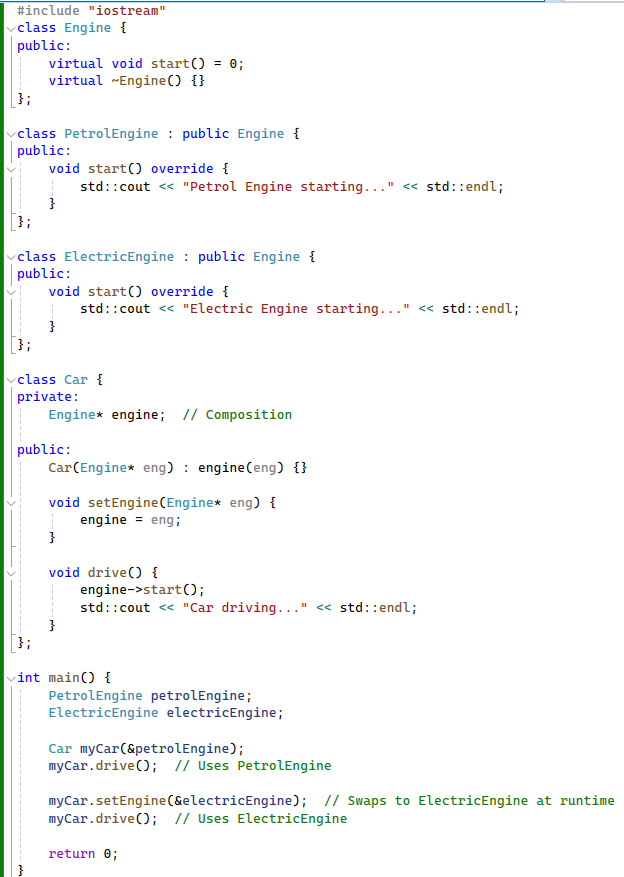 #include "iostream"
class Engine {
public:
    virtual void start() = 0;
    virtual ~Engine() {}
};

class PetrolEngine : public Engine {
public:
    void start() override {
        std::cout << "Petrol Engine starting..." << std::endl;
    }
};

class ElectricEngine : public Engine {
public:
    void start() override {
        std::cout << "Electric Engine starting..." << std::endl;
    }
};

class Car {
private:
    Engine* engine;  // Composition

public:
    Car(Engine* eng) : engine(eng) {}

    void setEngine(Engine* eng) {
        engine = eng;
    }

    void drive() {
        engine->start();
        std::cout << "Car driving..." << std::endl;
    }
};

int main() {
    PetrolEngine petrolEngine;
    ElectricEngine electricEngine;

    Car myCar(&petrolEngine);
    myCar.drive();  // Uses PetrolEngine

    myCar.setEngine(&electricEngine);  // Swaps to ElectricEngine at runtime
    myCar.drive();  // Uses ElectricEngine

    return 0;
}